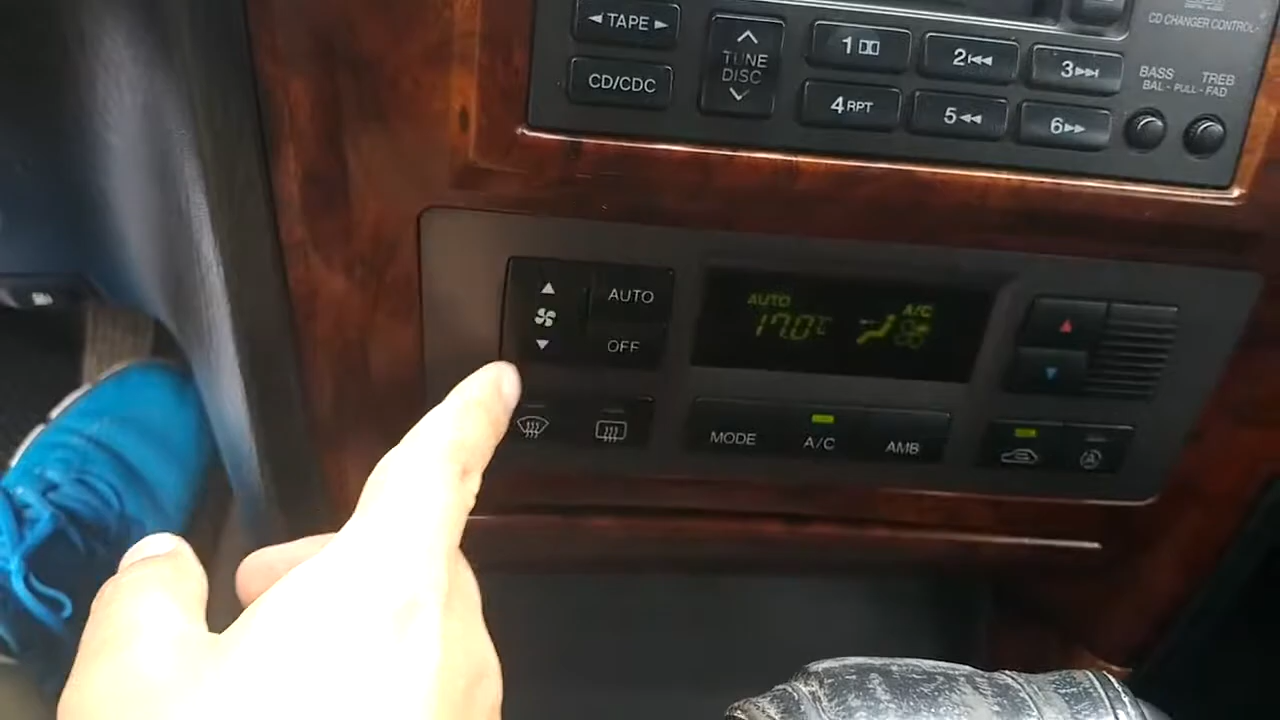 TAPE
CD/CDC
TUNE
DISC
1
2
3
4 RPT
5
6
CD CHANGER CONTROL
BASS TREB
BAL - PULL - FAD
AUTO
OFF
AUTO
17.0°C
A/C
MODE
A/C
AMB